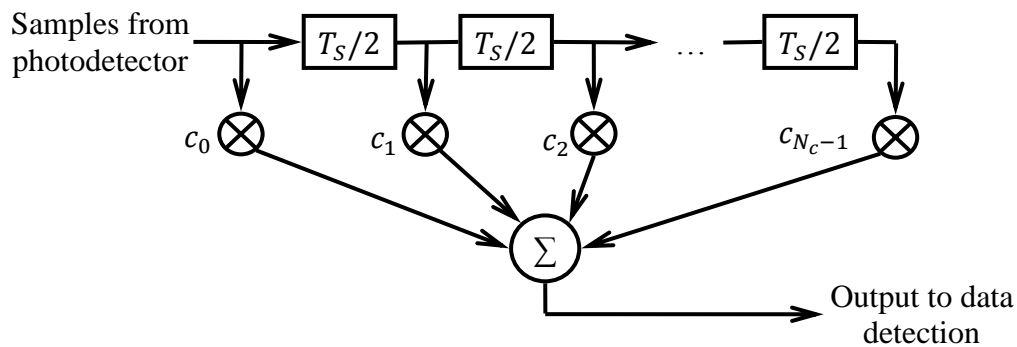 Samples from
photodetector
T_S/2
T_S/2
...
T_S/2
c_0
c_1
c_2
c_{N_c-1}
Σ
Output to data
detection